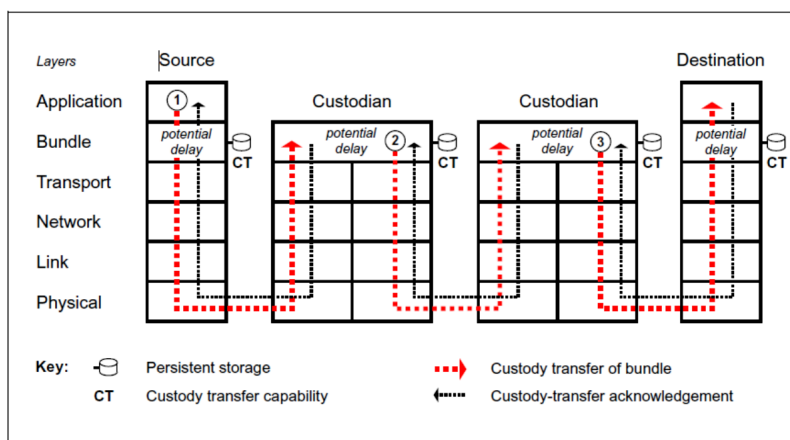 Layers Source Destination
Application 1 Custodian Custodian
Bundle potential delay CT potential delay 2 CT potential delay 3 CT potential delay CT
Transport
Network
Link
Physical
Key: Persistent storage Custody transfer of bundle
CT Custody transfer capability Custody-transfer acknowledgement